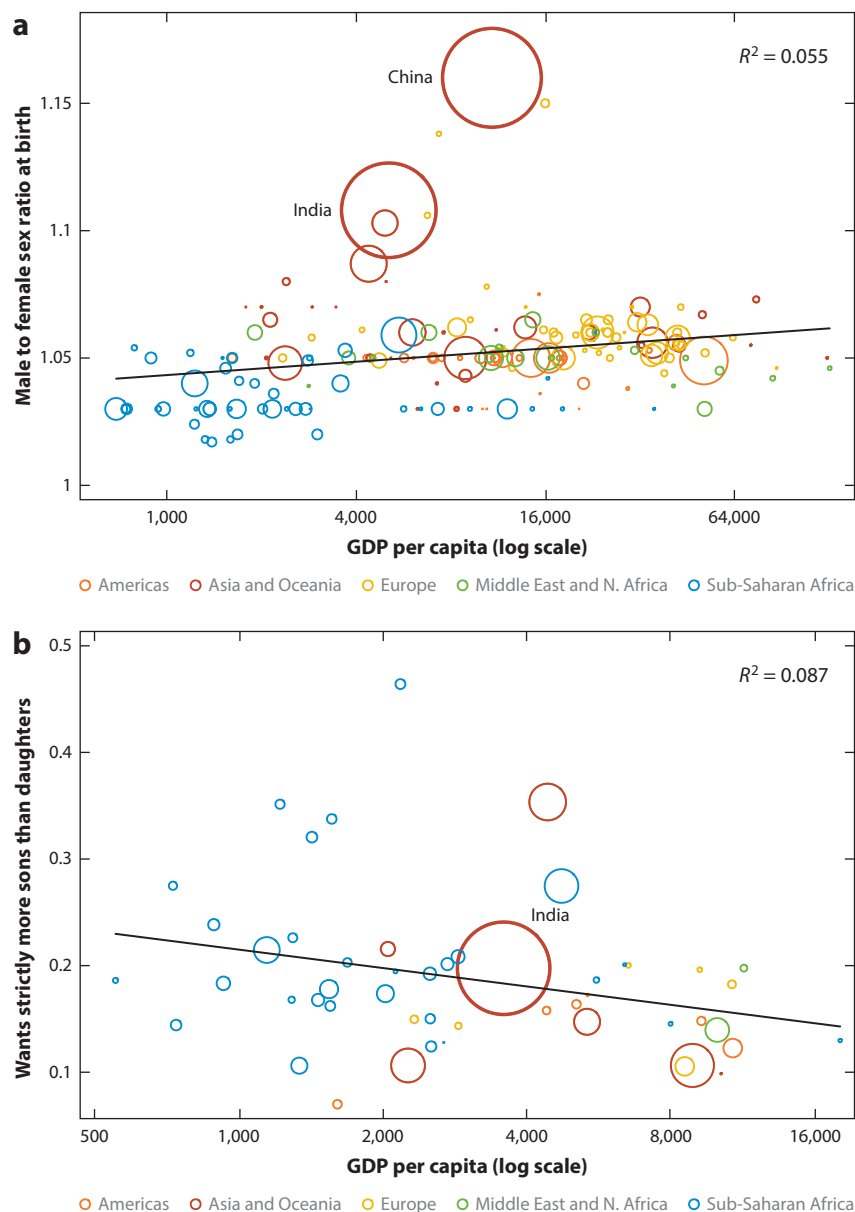 a
R² = 0.055
1.15
1.1
1.05
1
Male to female sex ratio at birth
China
India
1,000
4,000
16,000
64,000
GDP per capita (log scale)
Americas
Asia and Oceania
Europe
Middle East and N. Africa
Sub-Saharan Africa
b
R² = 0.087
0.5
0.4
0.3
0.2
0.1
Wants strictly more sons than daughters
India
500
1,000
2,000
4,000
8,000
16,000
GDP per capita (log scale)
Americas
Asia and Oceania
Europe
Middle East and N. Africa
Sub-Saharan Africa